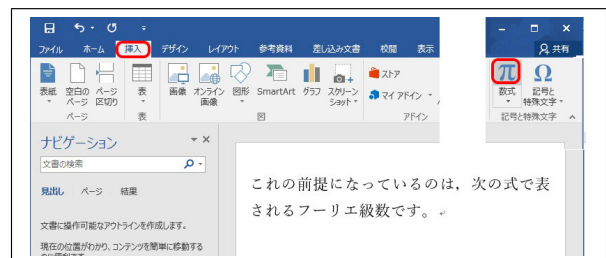 ファイル ホーム 挿入 デザイン レイアウト 参考資料 差し込み文書 校閲 表示 共有
表紙 空白の ページ 表 画像 オンライン 図形 SmartArt グラフ スクリーン ストア 数式 記号と
ページ 区切り 画像 ショット マイ アドイン 特殊文字
ページ 表 図 アドイン 記号と特殊文字
ナビゲーション
文書の検索
見出し ページ 結果
文書に操作可能なアウトラインを作成します。
現在の位置がわかり、コンテンツを簡単に移動する
これの前提になっているのは，次の式で表
されるフーリエ級数です。